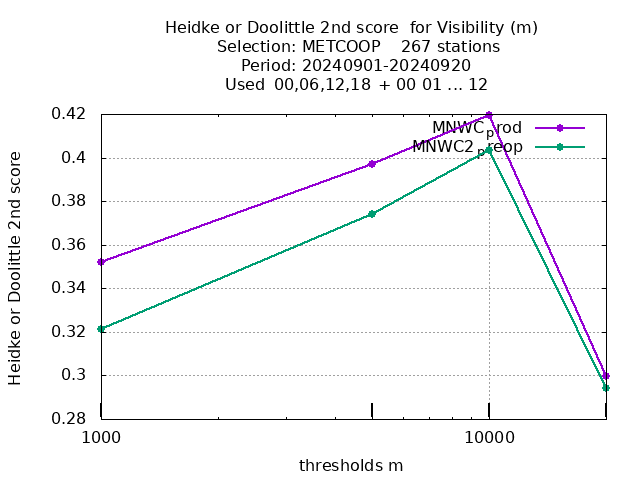 Heidke or Doolittle 2nd score  for Visibility (m)
Selection: METCOOP    267 stations
Period: 20240901-20240920
Used  00,06,12,18  + 00 01 ... 12
0.42
MNWCprod
MNWC2preop
0.4
0.38
0.36
0.34
0.32
0.3
0.28
Heidke or Doolittle 2nd score
1000
10000
thresholds m